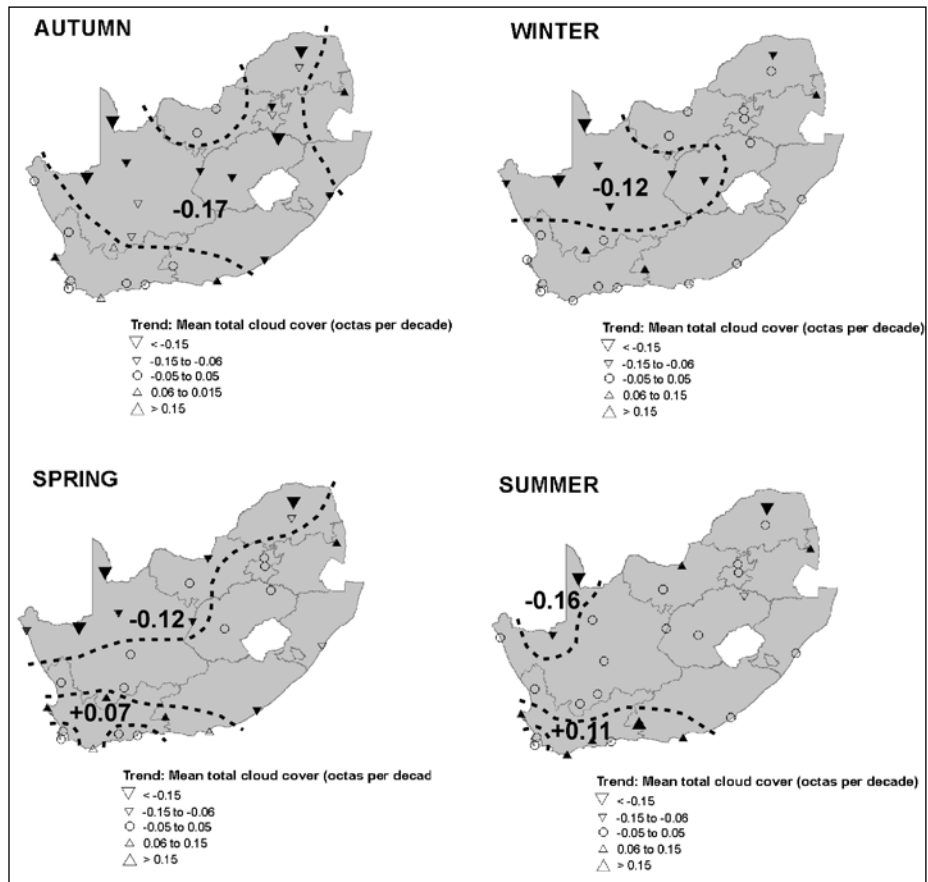 AUTUMN
-0.17
Trend: Mean total cloud cover (octas per decade)
< -0.15
-0.15 to -0.06
-0.05 to 0.05
0.06 to 0.015
> 0.15
WINTER
-0.12
Trend: Mean total cloud cover (octas per decade)
< -0.15
-0.15 to -0.06
-0.05 to 0.05
0.06 to 0.15
> 0.15
SPRING
-0.12
+0.07
Trend: Mean total cloud cover (octas per decad
< -0.15
-0.15 to -0.06
-0.05 to 0.05
0.06 to 0.15
> 0.15
SUMMER
-0.16
+0.11
Trend: Mean total cloud cover (octas per decade)
< -0.15
-0.15 to -0.06
-0.05 to 0.05
0.06 to 0.15
> 0.15